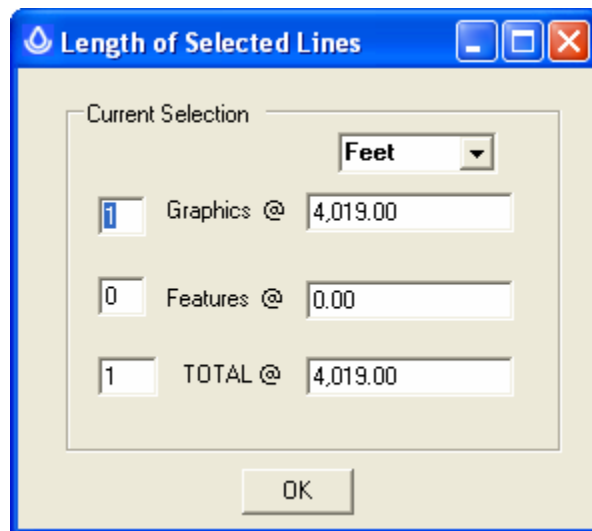 Length of Selected Lines
Current Selection
Feet
1 Graphics @ 4,019.00
0 Features @ 0.00
1 TOTAL @ 4,019.00
OK